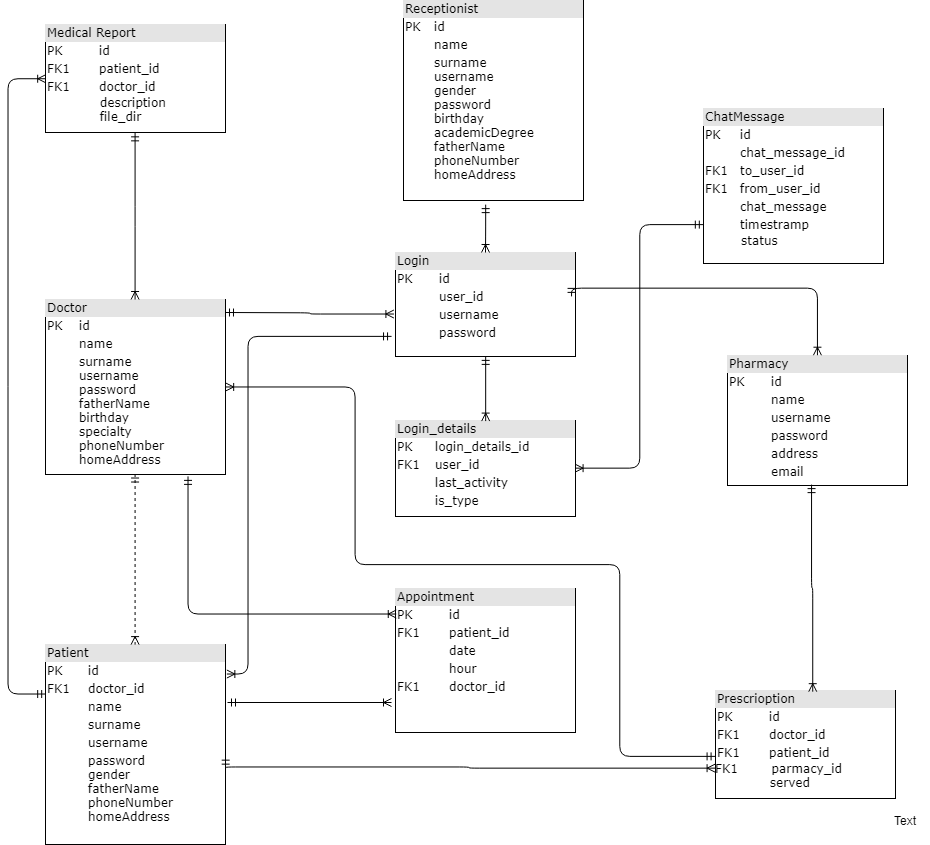 Medical Report
PK id
FK1 patient_id
FK1 doctor_id
description
file_dir
Receptionist
PK id
name
surname
username
gender
password
birthday
academicDegree
fatherName
phoneNumber
homeAddress
ChatMessage
PK id
chat_message_id
FK1 to_user_id
FK1 from_user_id
chat_message
timestramp
status
Login
PK id
user_id
username
password
Doctor
PK id
name
surname
username
password
fatherName
birthday
specialty
phoneNumber
homeAddress
Pharmacy
PK id
name
username
password
address
email
Login_details
PK login_details_id
FK1 user_id
last_activity
is_type
Appointment
PK id
FK1 patient_id
date
hour
FK1 doctor_id
Patient
PK id
FK1 doctor_id
name
surname
username
password
gender
fatherName
phoneNumber
homeAddress
Prescrioption
PK id
FK1 doctor_id
FK1 patient_id
FK1 parmacy_id
served
Text